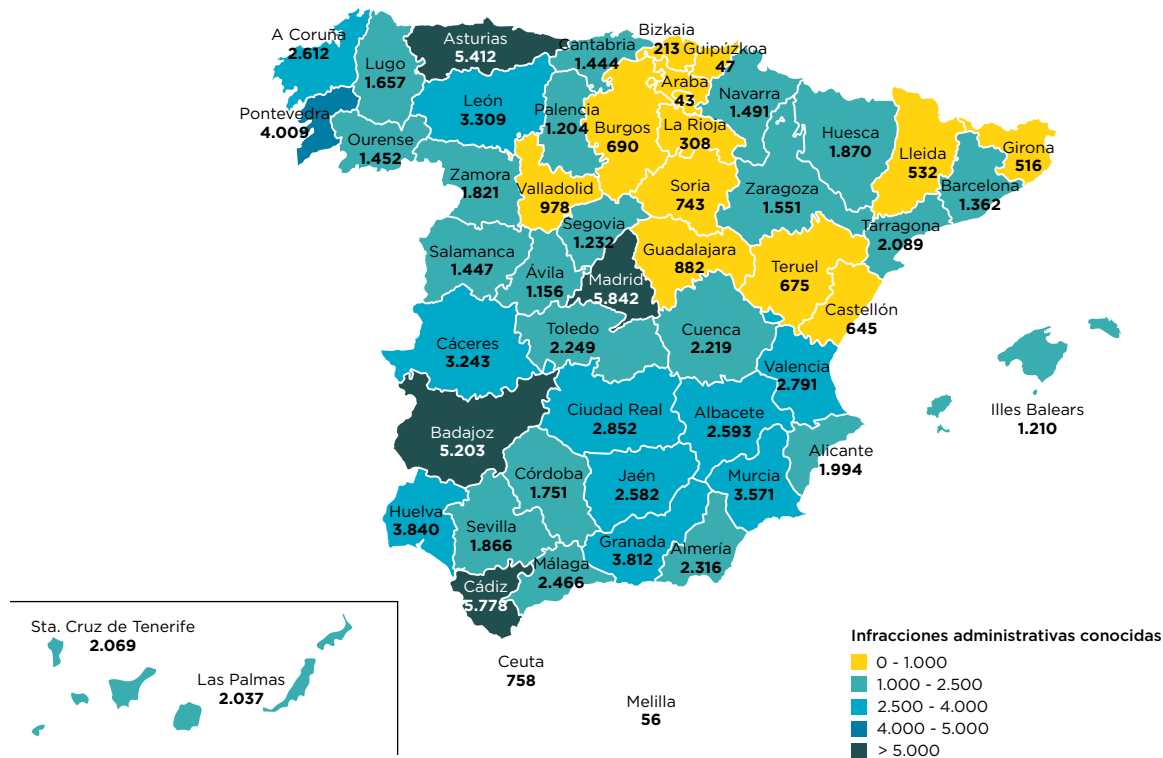 A Coruña
2.612
Lugo
1.657
Asturias
5.412
Cantabria
1.444
Bizkaia
213
Guipúzkoa
47
Araba
43
Navarra
1.491
Pontevedra
4.009
Ourense
1.452
León
3.309
Palencia
1.204
Burgos
690
La Rioja
308
Huesca
1.870
Lleida
532
Girona
516
Barcelona
1.362
Tarragona
2.089
Zamora
1.821
Valladolid
978
Soria
743
Zaragoza
1.551
Segovia
1.232
Salamanca
1.447
Ávila
1.156
Madrid
5.842
Guadalajara
882
Teruel
675
Castellón
645
Cáceres
3.243
Toledo
2.249
Cuenca
2.219
Valencia
2.791
Illes Balears
1.210
Badajoz
5.203
Ciudad Real
2.852
Albacete
2.593
Alicante
1.994
Córdoba
1.751
Jaén
2.582
Murcia
3.571
Huelva
3.840
Sevilla
1.866
Granada
3.812
Almería
2.316
Málaga
2.466
Cádiz
5.778
Sta. Cruz de Tenerife
2.069
Las Palmas
2.037
Ceuta
758
Melilla
56
Infracciones administrativas conocidas
0 - 1.000
1.000 - 2.500
2.500 - 4.000
4.000 - 5.000
> 5.000